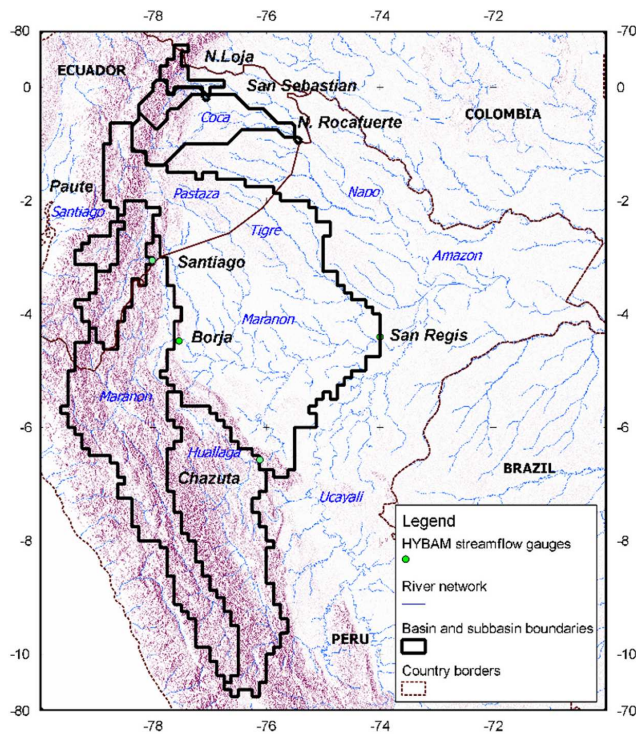 -80 -78 -76 -74 -72 -70
N.Loja
ECUADOR
0 0
San Sebastian
COLOMBIA
Coca
N. Rocafuerte
Paute
Pastaza
Napo
-2 -2
Santiago
Tigre
Amazon
Santiago
-4 -4
Maranon
Borja
San Regis
Maranon
-6 -6
Huallaga
BRAZIL
Chazuta
Ucayali
Legend
HYBAM streamflow gauges
-8 -8
River network
Basin and subbasin boundaries
PERU
-10 -10
Country borders
-80 -78 -76 -74 -72 -70